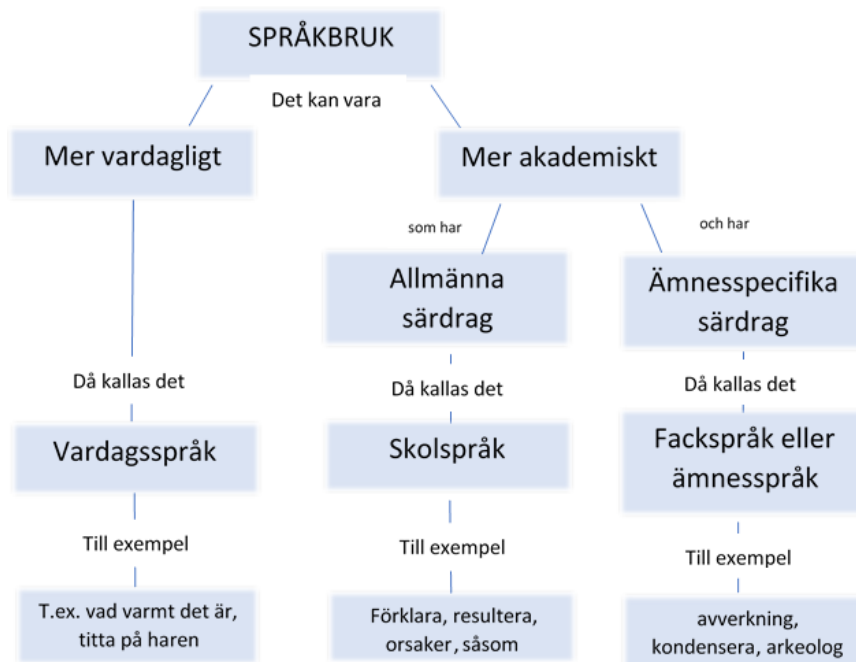 SPRÅKBRUK
Det kan vara
Mer vardagligt
Mer akademiskt
som har
och har
Allmänna
särdrag
Ämnesspecifika
särdrag
Då kallas det
Då kallas det
Då kallas det
Vardagsspråk
Skolspråk
Fackspråk eller
ämnesspråk
Till exempel
Till exempel
Till exempel
T.ex. vad varmt det är,
titta på haren
Förklara, resultera,
orsaker, såsom
avverkning,
kondensera, arkeolog